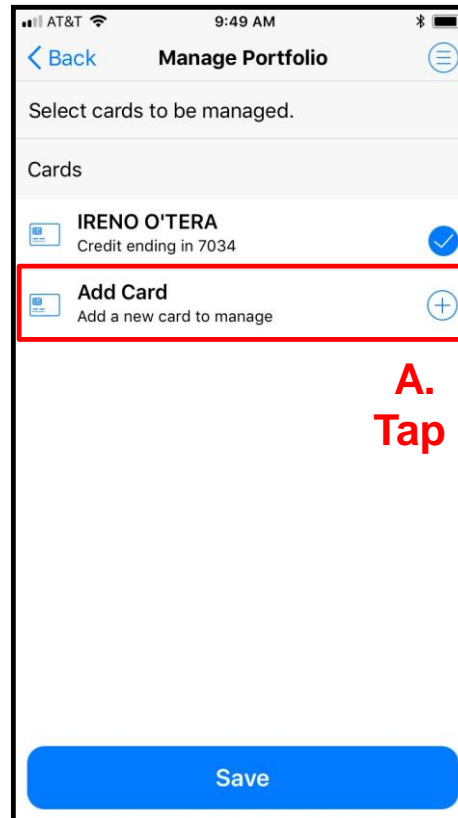 AT&T 9:49 AM
Back Manage Portfolio
Select cards to be managed.
Cards
IRENO O'TERA
Credit ending in 7034
Add Card
Add a new card to manage
A.
Tap
Save